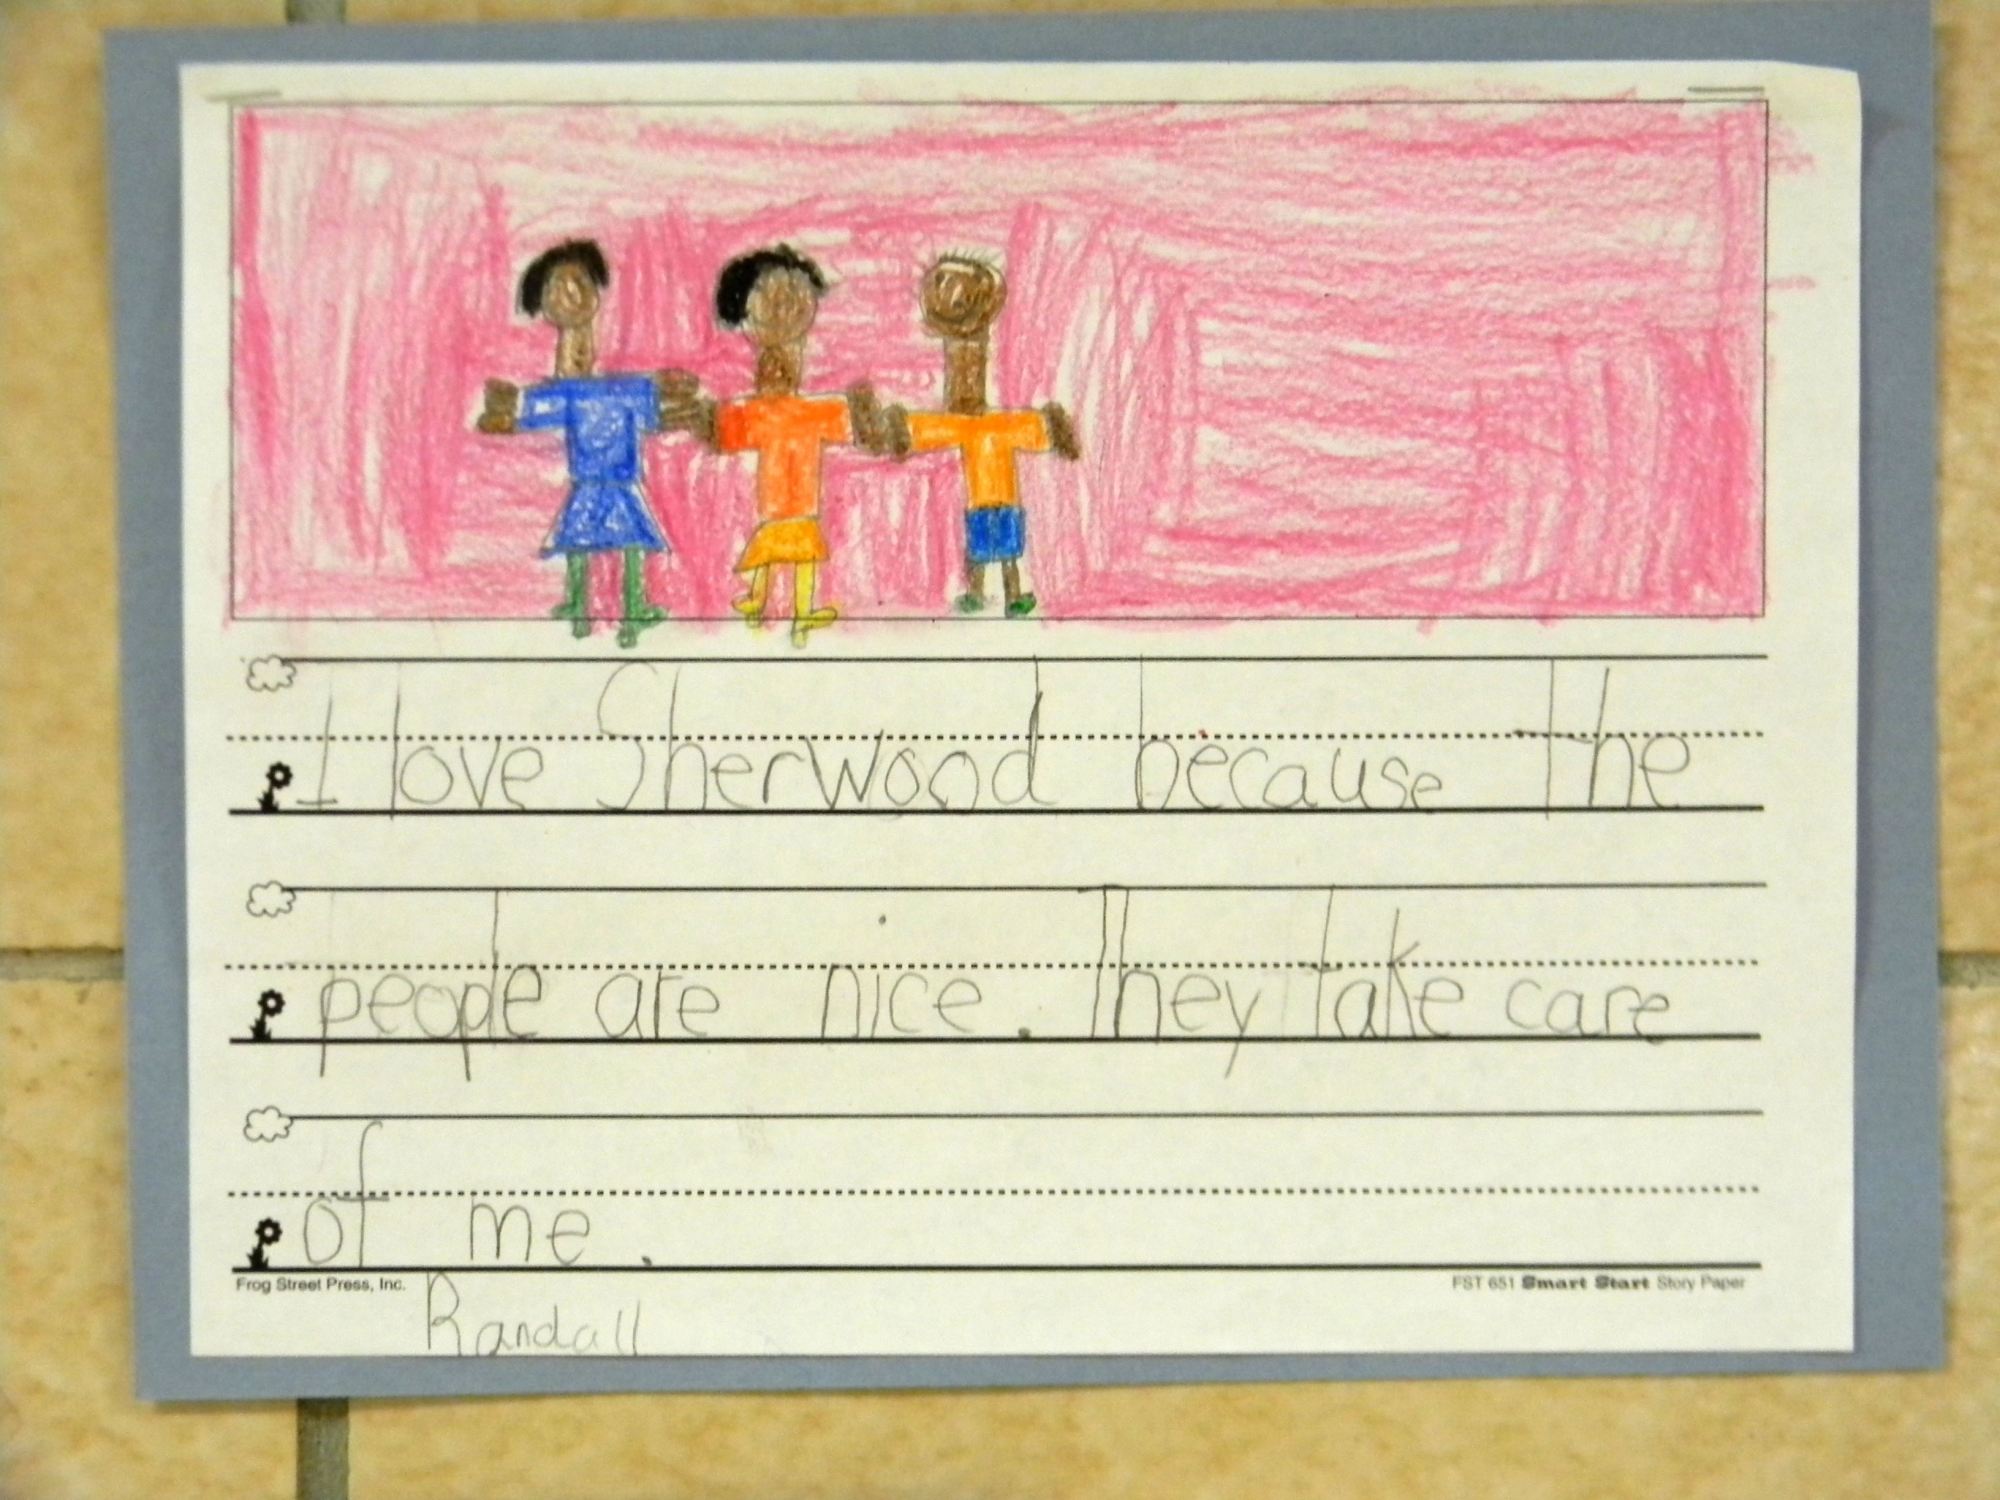 I love Sherwood because the
people are nice. They take care
of me.
Frog Street Press, Inc.
FST 651 Smart Start Story Paper
Randall